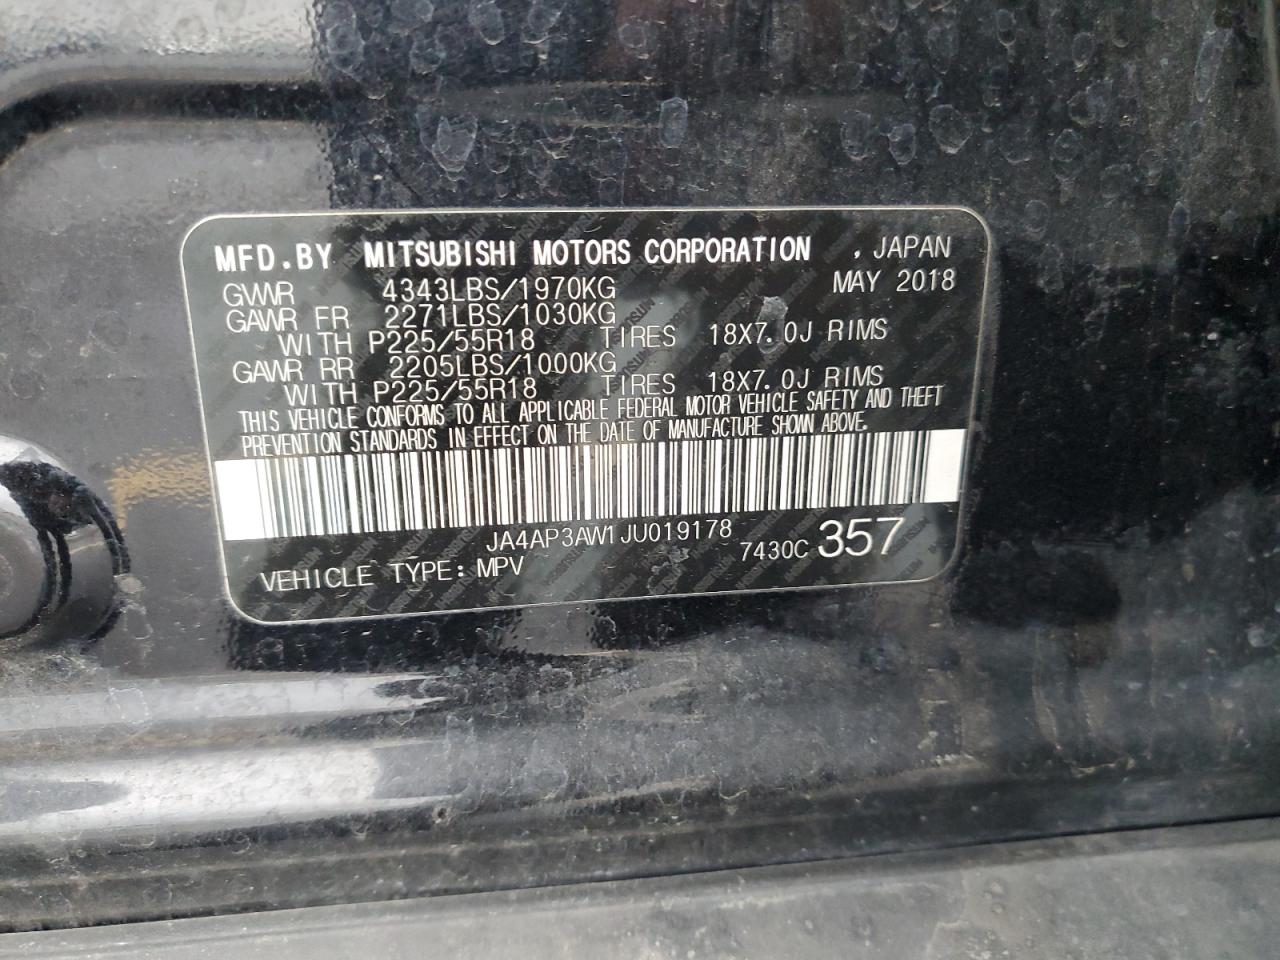 MFD.BY MITSUBISHI MOTORS CORPORATION , JAPAN
GVWR 4343LBS/1970KG MAY 2018
GAWR FR 2271LBS/1030KG
WITH P225/55R18 TIRES 18X7.0J RIMS
GAWR RR 2205LBS/1000KG
WITH P225/55R18 TIRES 18X7.0J RIMS
THIS VEHICLE CONFORMS TO ALL APPLICABLE FEDERAL MOTOR VEHICLE SAFETY AND THEFT
PREVENTION STANDARDS IN EFFECT ON THE DATE OF MANUFACTURE SHOWN ABOVE.
JA4AP3AW1JU019178
7430C 357
VEHICLE TYPE: MPV